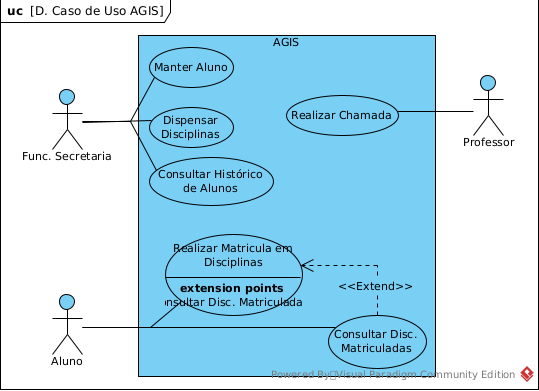 uc [D. Caso de Uso AGIS]
AGIS
Manter Aluno
Dispensar
Disciplinas
Consultar Histórico
de Alunos
Realizar Chamada
Func. Secretaria
Professor
Realizar Matricula em
Disciplinas
extension points
nsultar Disc. Matriculada
<<Extend>>
Consultar Disc.
Matriculadas
Aluno
Powered By Visual Paradigm Community Edition